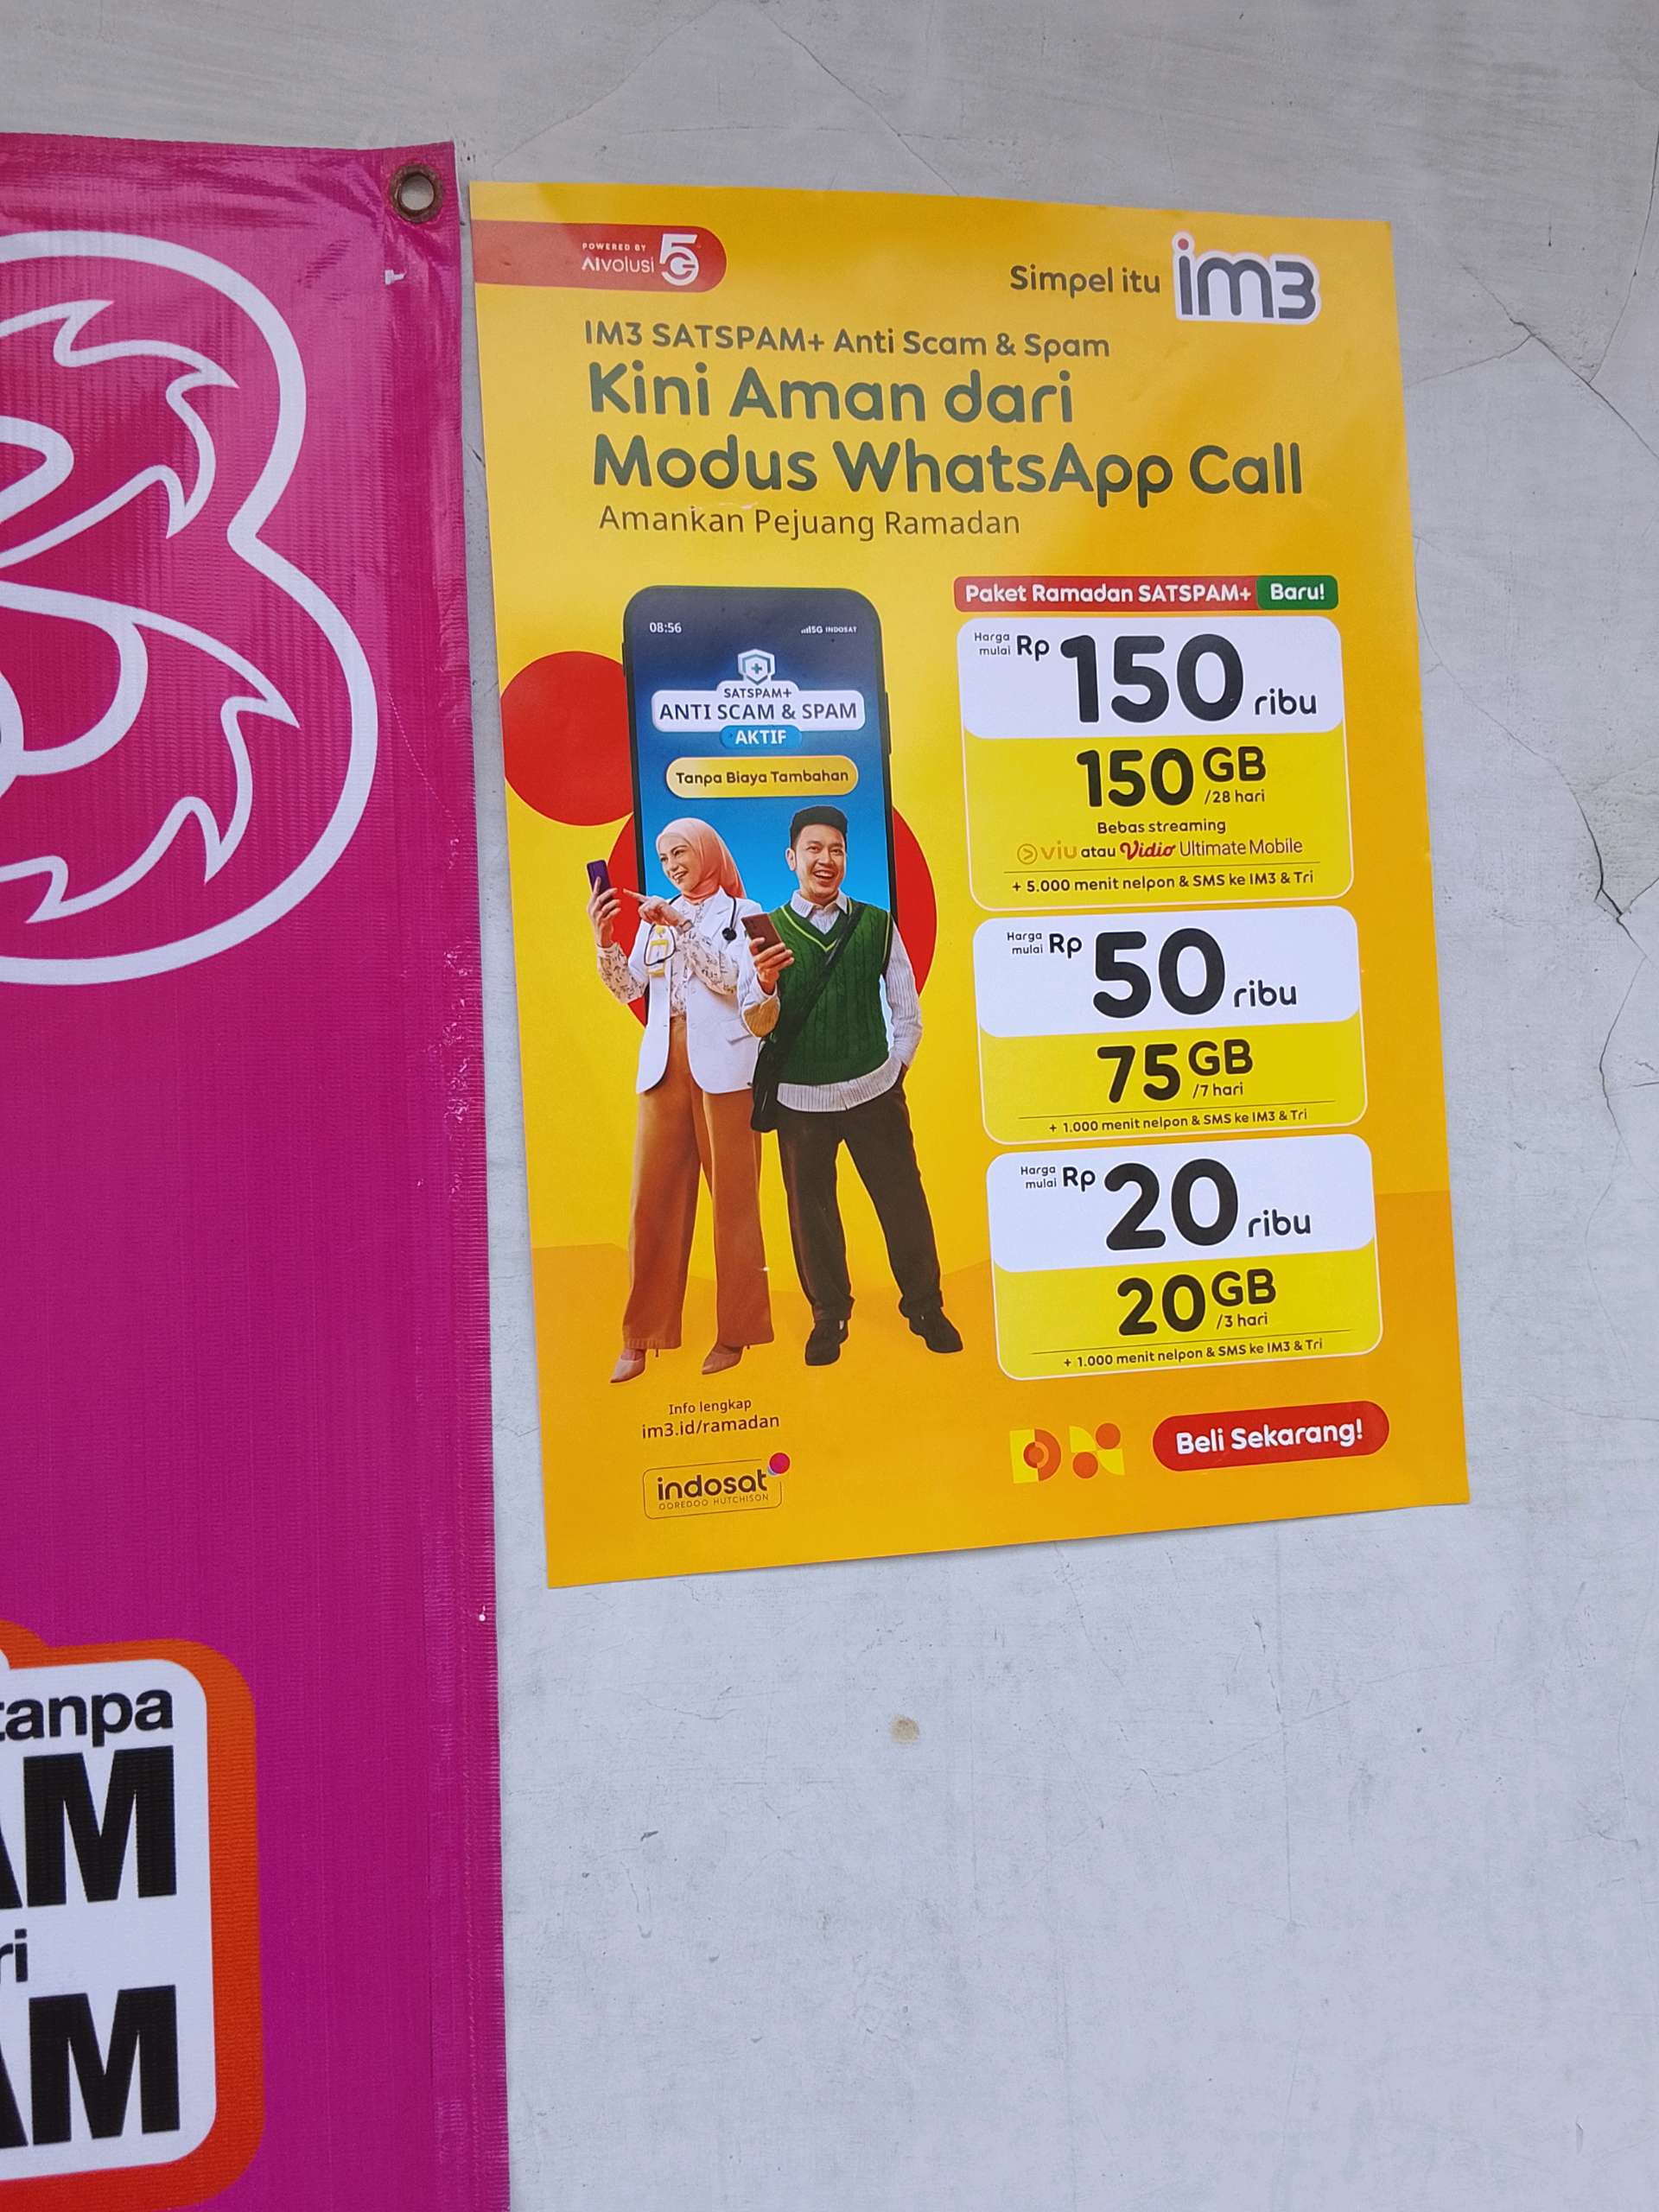 POWERED BY
AIvolusi 5G
Simpel itu im3
IM3 SATSPAM+ Anti Scam & Spam
Kini Aman dari
Modus WhatsApp Call
Amankan Pejuang Ramadan
08:56
5G INDOSAT
SATSPAM+
ANTI SCAM & SPAM
AKTIF
Tanpa Biaya Tambahan
Paket Ramadan SATSPAM+ Baru!
Harga mulai Rp 150 ribu
150 GB
/28 hari
Bebas streaming
viu atau Vidio Ultimate Mobile
+ 5.000 menit nelpon & SMS ke IM3 & Tri
Harga mulai Rp 50 ribu
75 GB
/7 hari
+ 1.000 menit nelpon & SMS ke IM3 & Tri
Harga mulai Rp 20 ribu
20 GB
/3 hari
+ 1.000 menit nelpon & SMS ke IM3 & Tri
Info lengkap
im3.id/ramadan
indosat
OOREDOO HUTCHISON
Beli Sekarang!
3
tanpa
AM
ri
AM